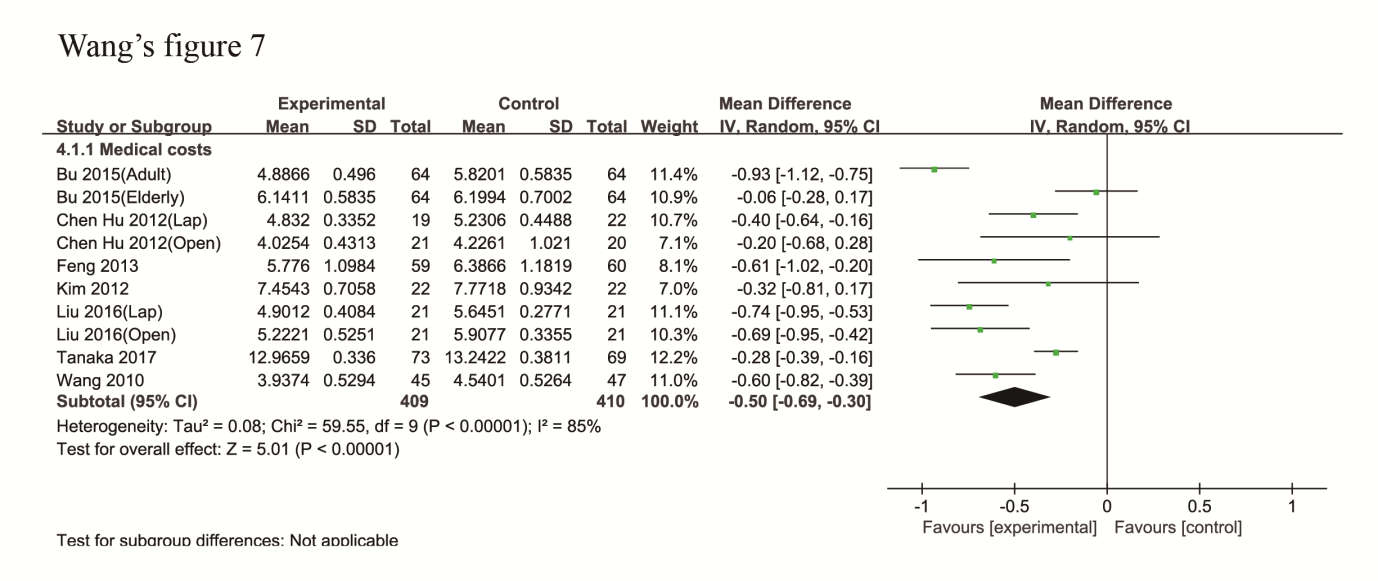 Wang’s figure 7
Experimental Control Mean Difference Mean Difference
Study or Subgroup Mean SD Total Mean SD Total Weight IV, Random, 95% CI IV, Random, 95% CI
4.1.1 Medical costs
Bu 2015(Adult) 4.8866 0.496 64 5.8201 0.5835 64 11.4% -0.93 [-1.12, -0.75]
Bu 2015(Elderly) 6.1411 0.5835 64 6.1994 0.7002 64 10.9% -0.06 [-0.28, 0.17]
Chen Hu 2012(Lap) 4.832 0.3352 19 5.2306 0.4488 22 10.7% -0.40 [-0.64, -0.16]
Chen Hu 2012(Open) 4.0254 0.4313 21 4.2261 1.021 20 7.1% -0.20 [-0.68, 0.28]
Feng 2013 5.776 1.0984 59 6.3866 1.1819 60 8.1% -0.61 [-1.02, -0.20]
Kim 2012 7.4543 0.7058 22 7.7718 0.9342 22 7.0% -0.32 [-0.81, 0.17]
Liu 2016(Lap) 4.9012 0.4084 21 5.6451 0.2771 21 11.1% -0.74 [-0.95, -0.53]
Liu 2016(Open) 5.2221 0.5251 21 5.9077 0.3355 21 10.3% -0.69 [-0.95, -0.42]
Tanaka 2017 12.9659 0.336 73 13.2422 0.3811 69 12.2% -0.28 [-0.39, -0.16]
Wang 2010 3.9374 0.5294 45 4.5401 0.5264 47 11.0% -0.60 [-0.82, -0.39]
Subtotal (95% CI) 409 410 100.0% -0.50 [-0.69, -0.30]
Heterogeneity: Tau² = 0.08; Chi² = 59.55, df = 9 (P < 0.00001); I² = 85%
Test for overall effect: Z = 5.01 (P < 0.00001)
-1 -0.5 0 0.5 1
Favours [experimental] Favours [control]
Test for subgroup differences: Not applicable